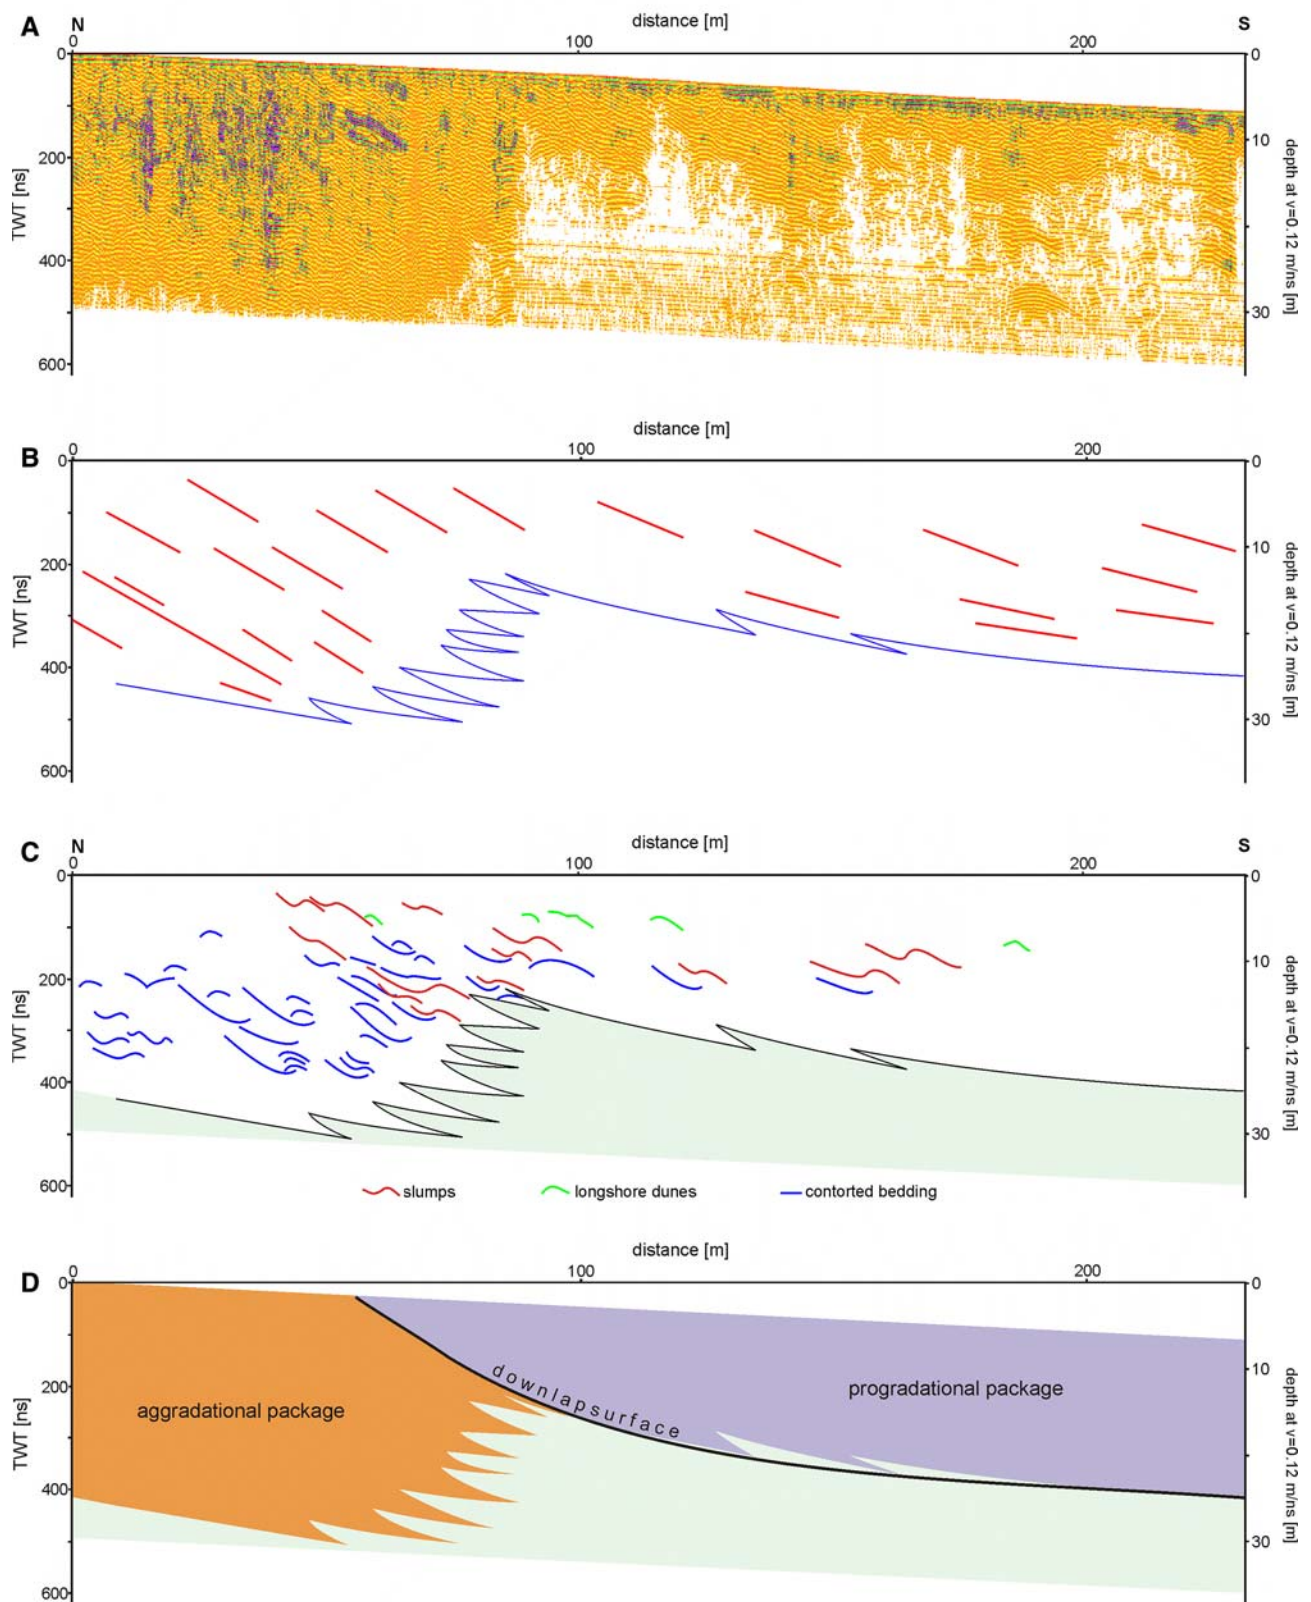 A N distance [m] S
0 100 200
0 0
10
200
400
30
600
TWT [ns]
depth at v=0.12 m/ns [m]
distance [m]
B 0 100 200
0 0
10
200
400
30
600
TWT [ns]
depth at v=0.12 m/ns [m]
C N distance [m] S
0 100 200
0 0
10
200
400
30
600
TWT [ns]
depth at v=0.12 m/ns [m]
slumps longshore dunes contorted bedding
distance [m]
D 0 100 200
0 0
10
200
400
30
600
TWT [ns]
depth at v=0.12 m/ns [m]
downlapsurface
progradational package
aggradational package